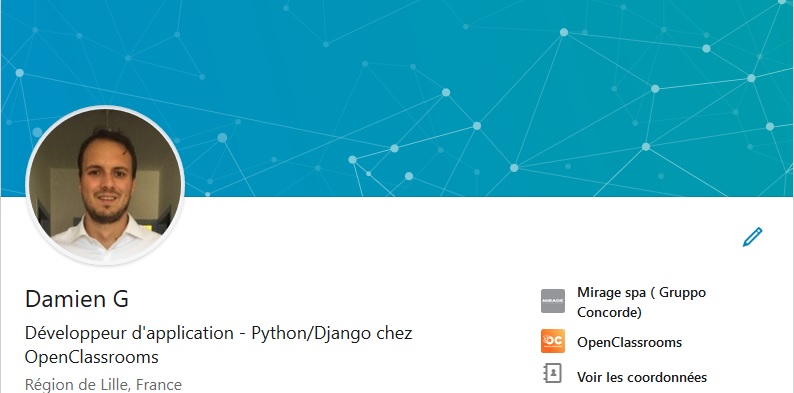 Damien G
Développeur d'application - Python/Django chez
OpenClassrooms
Région de Lille, France
MIRAGE
Mirage spa ( Gruppo
Concorde)
OC
OpenClassrooms
Voir les coordonnées